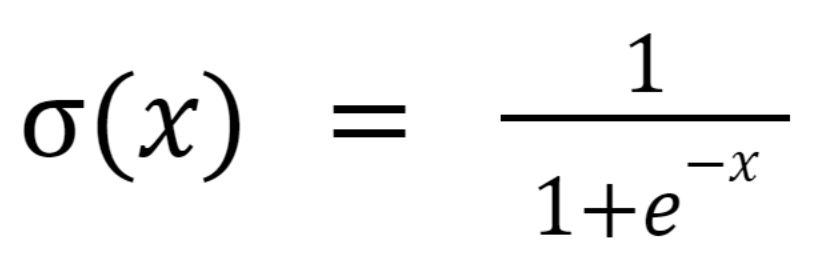 σ(x) = 1/(1+e^{-x})